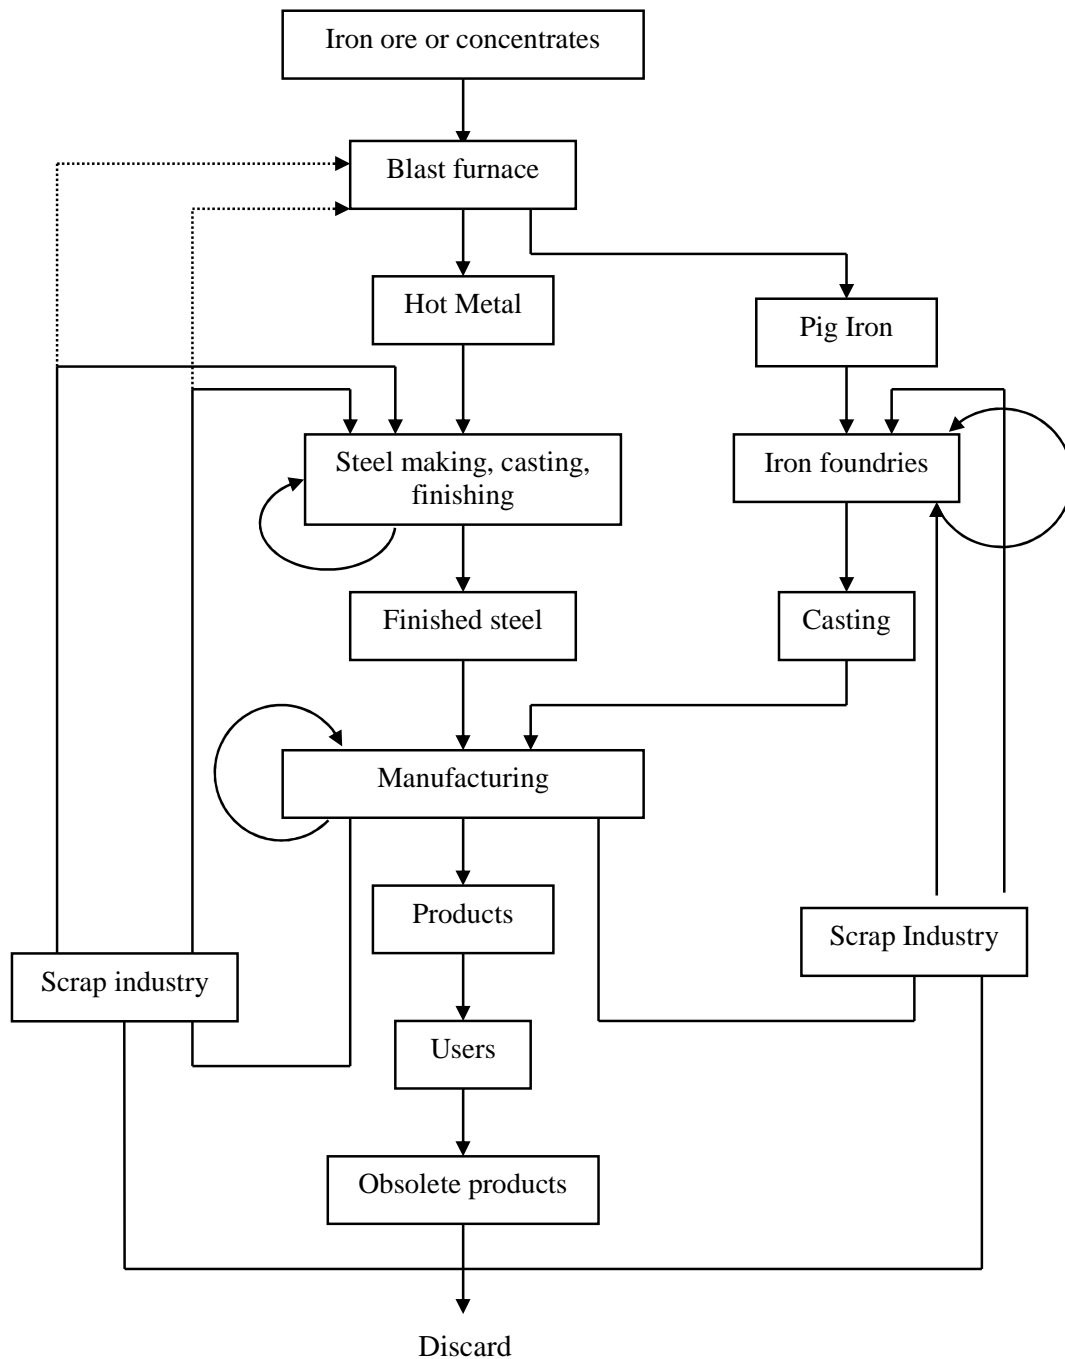 Iron ore or concentrates
Blast furnace
Hot Metal
Pig Iron
Steel making, casting,
finishing
Iron foundries
Finished steel
Casting
Manufacturing
Products
Scrap Industry
Scrap industry
Users
Obsolete products
Discard